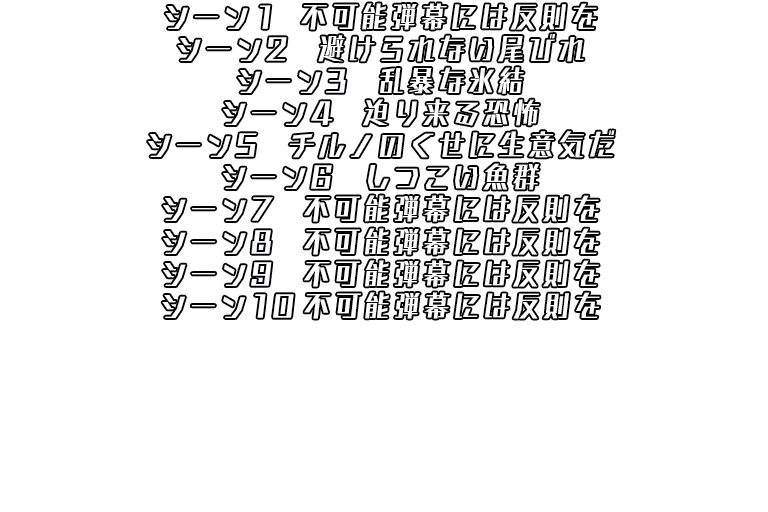 シーン1　不可能弾幕には反則を
シーン2　避けられない尾びれ
シーン3　乱暴な氷結
シーン4　迫り来る恐怖
シーン5　チルノのくせに生意気だ
シーン6　しつこい魚群
シーン7　不可能弾幕には反則を
シーン8　不可能弾幕には反則を
シーン9　不可能弾幕には反則を
シーン10 不可能弾幕には反則を